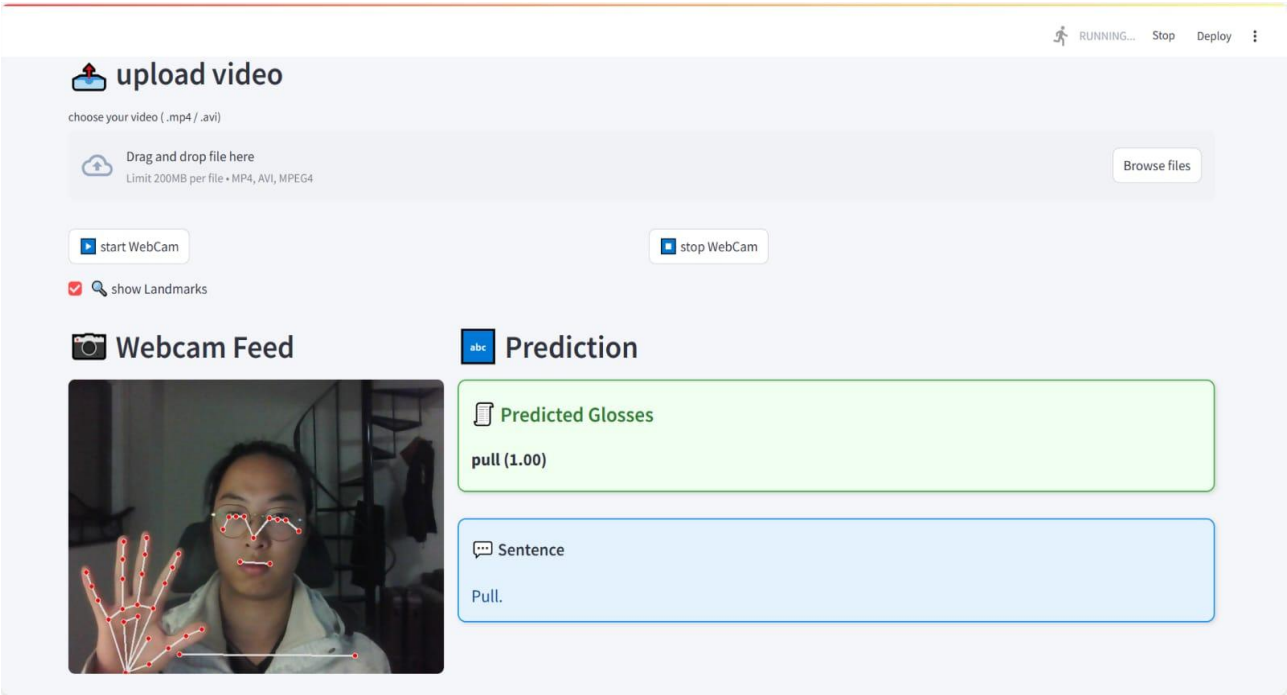 RUNNING... Stop Deploy
upload video
choose your video ( .mp4 / .avi)
Drag and drop file here
Limit 200MB per file • MP4, AVI, MPEG4
Browse files
start WebCam
stop WebCam
show Landmarks
Webcam Feed
abc Prediction
Predicted Glosses
pull (1.00)
Sentence
Pull.